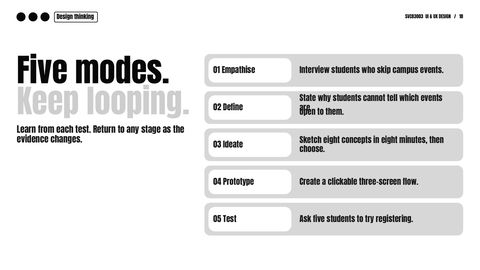 Design thinking
SVCB3003 UI & UX DESIGN / 18
Five modes.
Keep looping.
Learn from each test. Return to any stage as the
evidence changes.
01 Empathise
Interview students who skip campus events.
02 Define
State why students cannot tell which events
are
open to them.
03 Ideate
Sketch eight concepts in eight minutes, then
choose.
04 Prototype
Create a clickable three-screen flow.
05 Test
Ask five students to try registering.